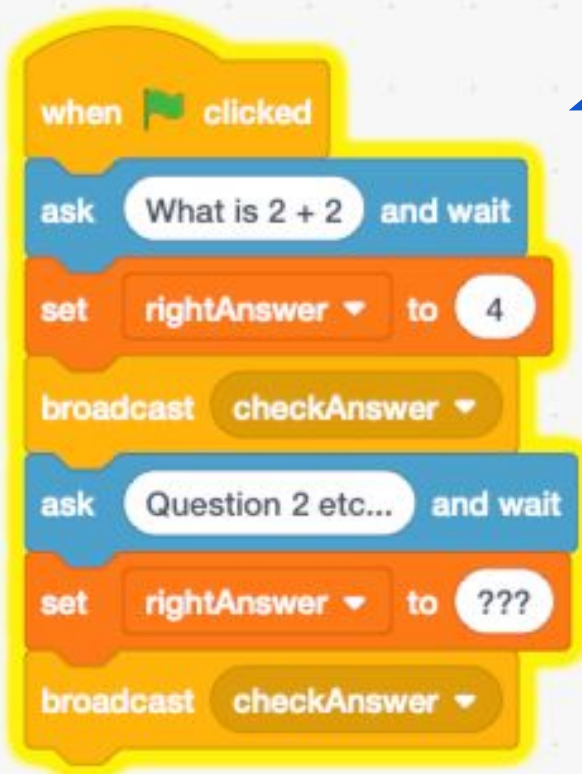 when clicked
ask What is 2 + 2 and wait
set rightAnswer to 4
broadcast checkAnswer
ask Question 2 etc... and wait
set rightAnswer to ???
broadcast checkAnswer